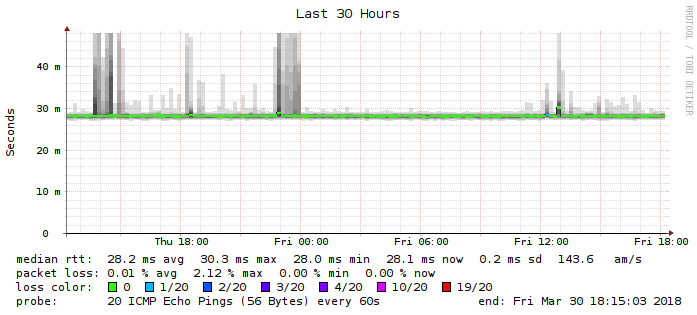 Last 30 Hours
RRDTOOL / TOBI OETIKER
Seconds
40 m
30 m
20 m
10 m
0
Thu 18:00 Fri 00:00 Fri 06:00 Fri 12:00 Fri 18:00
median rtt: 28.2 ms avg 30.3 ms max 28.0 ms min 28.1 ms now 0.2 ms sd 143.6 am/s
packet loss: 0.01 % avg 2.12 % max 0.00 % min 0.00 % now
loss color: 0 1/20 2/20 3/20 4/20 10/20 19/20
probe: 20 ICMP Echo Pings (56 Bytes) every 60s end: Fri Mar 30 18:15:03 2018